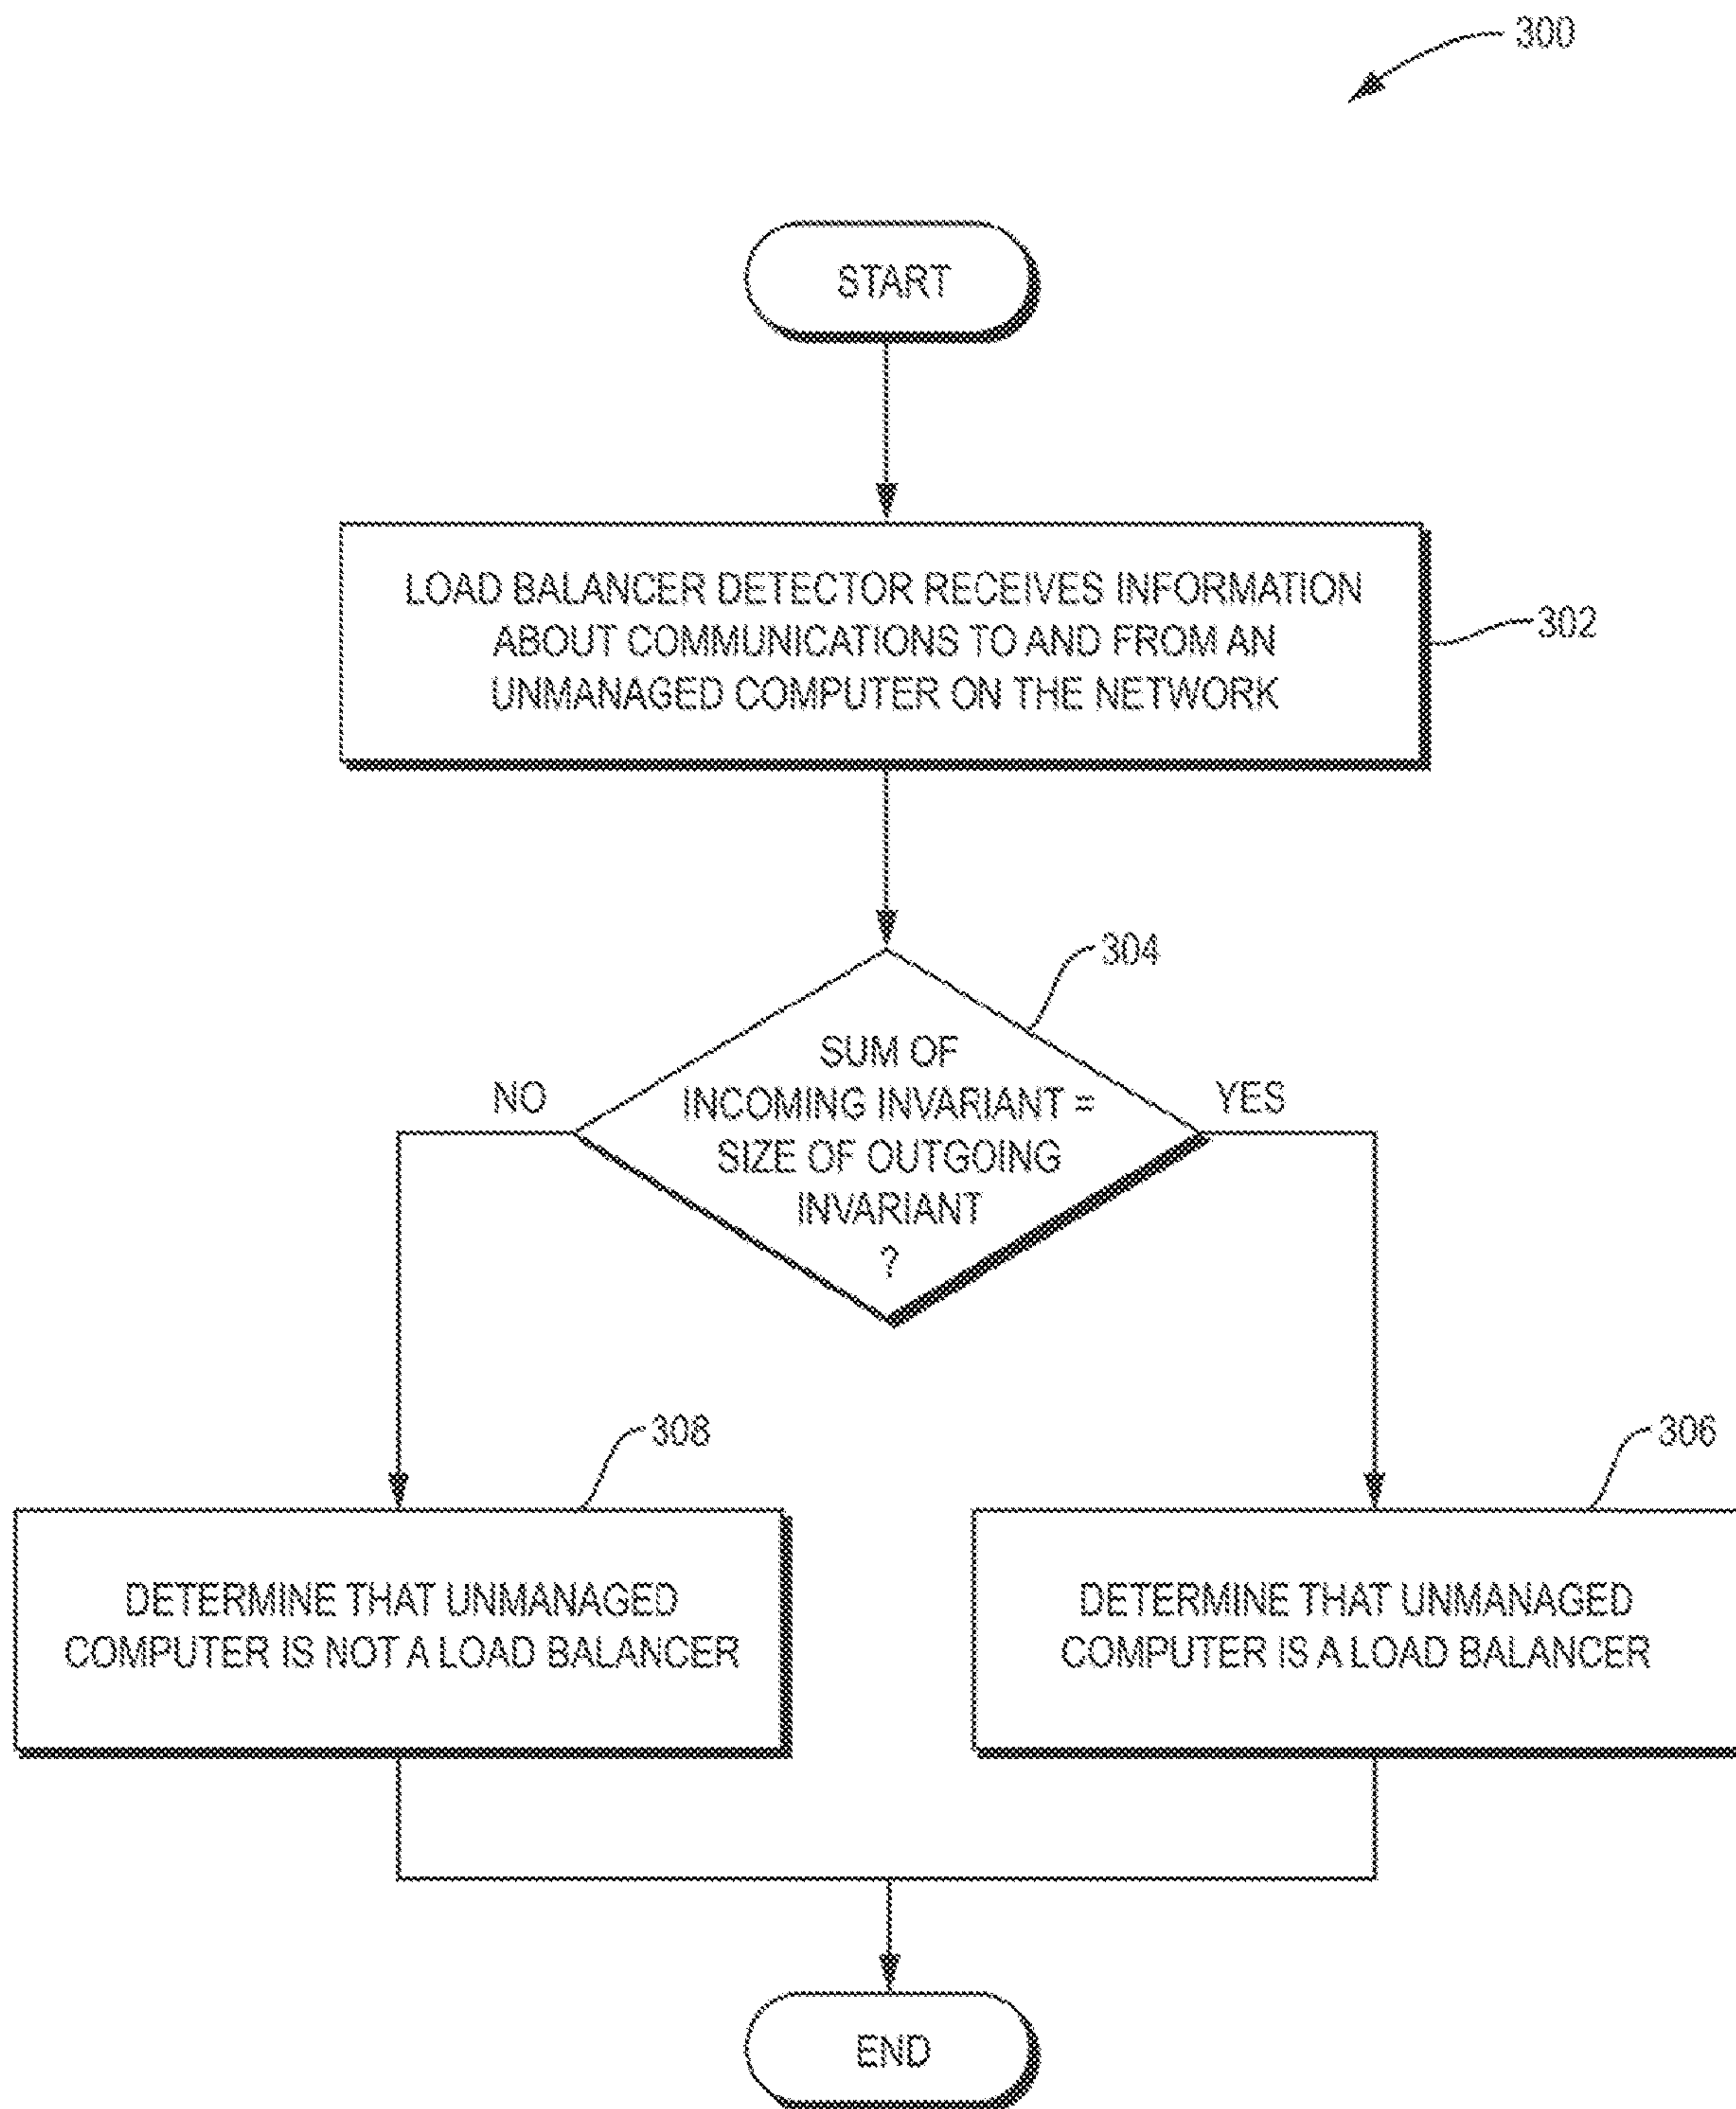 300
START
LOAD BALANCER DETECTOR RECEIVES INFORMATION
ABOUT COMMUNICATIONS TO AND FROM AN
UNMANAGED COMPUTER ON THE NETWORK
302
304
SUM OF
INCOMING INVARIANT =
SIZE OF OUTGOING
INVARIANT
?
NO
YES
308
306
DETERMINE THAT UNMANAGED
COMPUTER IS NOT A LOAD BALANCER
DETERMINE THAT UNMANAGED
COMPUTER IS A LOAD BALANCER
END